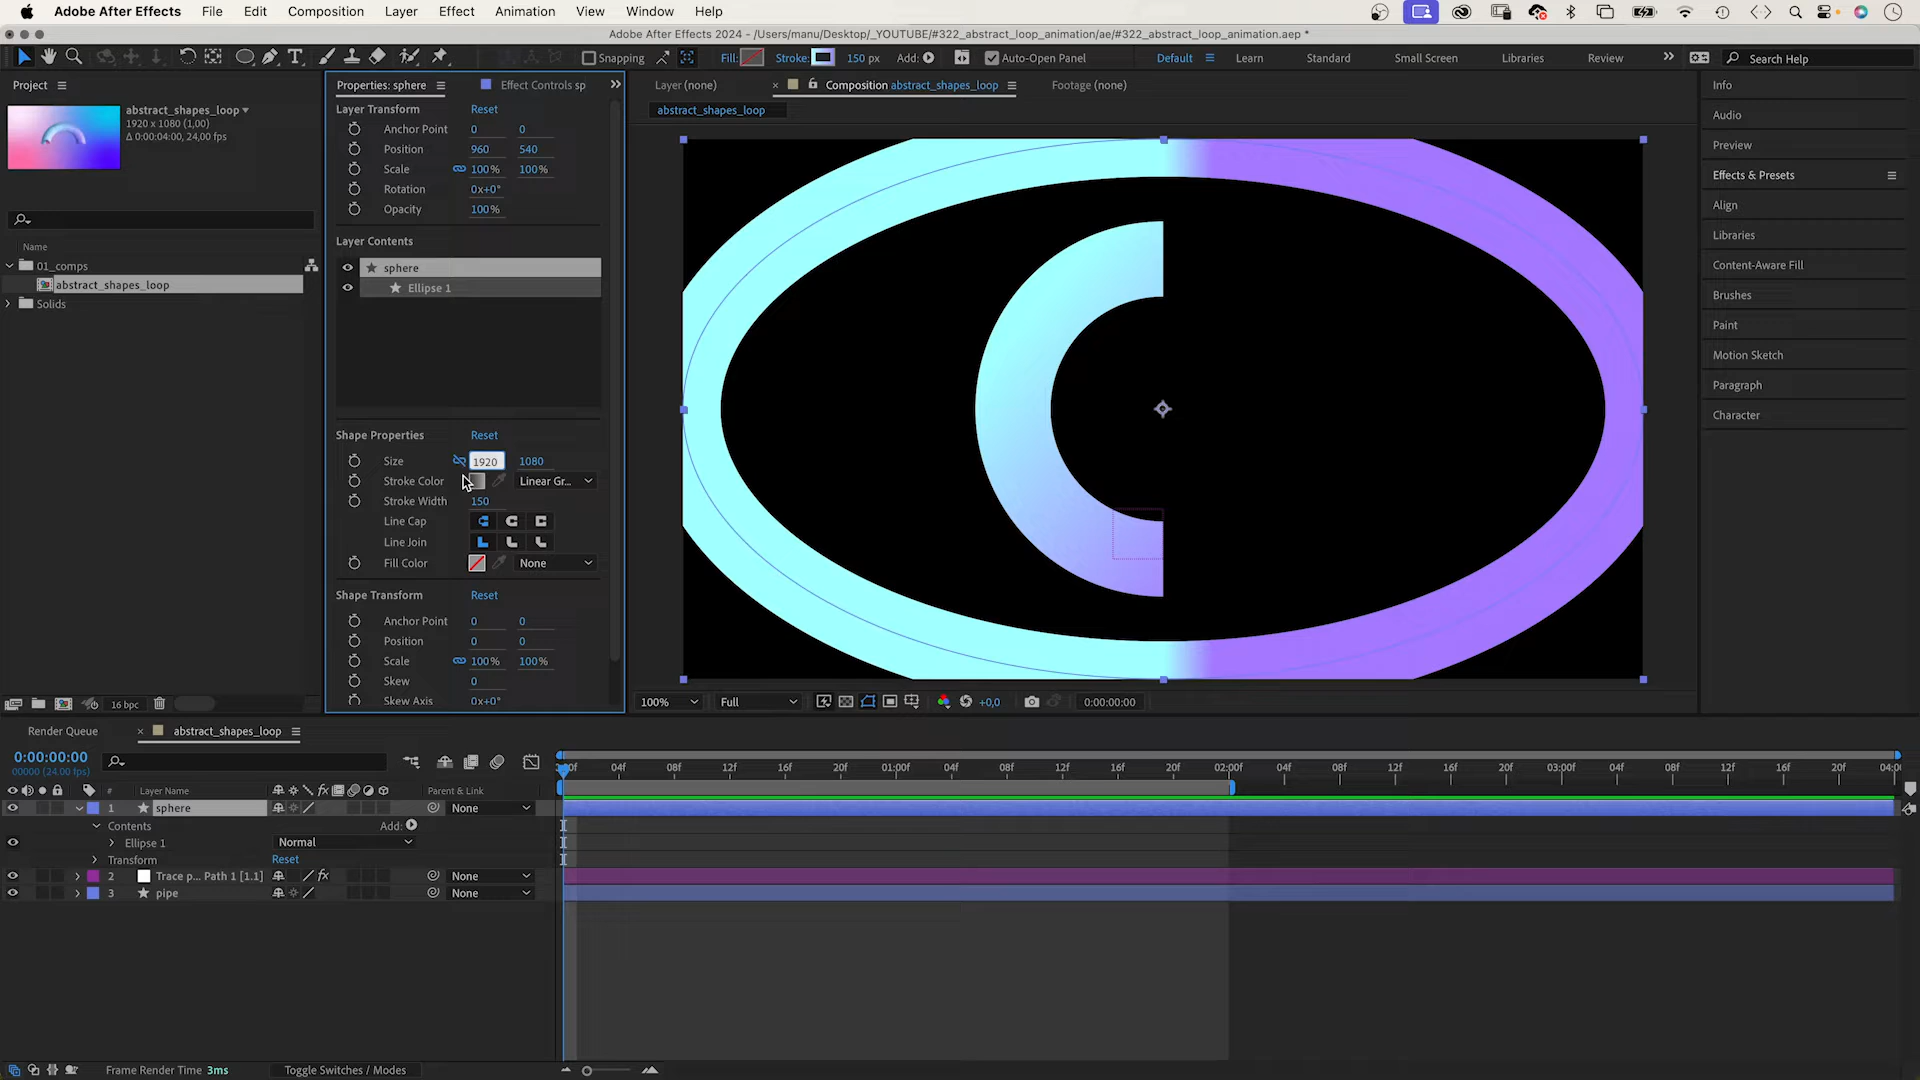 Adobe After Effects File Edit Composition Layer Effect Animation View Window Help
Adobe After Effects 2024 - /Users/manu/Desktop/_YOUTUBE/#322_abstract_loop_animation/ae/#322_abstract_loop_animation.aep *
Snapping Fill: Stroke: 150 px Add: Auto-Open Panel Default Learn Standard Small Screen Libraries Review Search Help
Project
abstract_shapes_loop
1920 x 1080 (1,00)
Δ 0:00:04:00, 24,00 fps
Name
01_comps
abstract_shapes_loop
Solids
16 bpc
Properties: sphere Effect Controls sp
Layer Transform Reset
Anchor Point 0 0
Position 960 540
Scale 100% 100%
Rotation 0x+0°
Opacity 100%
Layer Contents
sphere
Ellipse 1
Shape Properties Reset
Size 1920 1080
Stroke Color Linear Gr...
Stroke Width 150
Line Cap
Line Join
Fill Color None
Shape Transform Reset
Anchor Point 0 0
Position 0 0
Scale 100% 100%
Skew 0
Skew Axis 0x+0°
Layer (none) Composition abstract_shapes_loop Footage (none)
abstract_shapes_loop
100% Full +0,0 0:00:00:00
Info
Audio
Preview
Effects & Presets
Align
Libraries
Content-Aware Fill
Brushes
Paint
Motion Sketch
Paragraph
Character
Render Queue abstract_shapes_loop
0:00:00:00
00000 (24.00 fps)
04f 08f 12f 16f 20f 01:00f 04f 08f 12f 16f 20f 02:00f 04f 08f 12f 16f 20f 03:00f 04f 08f 12f 16f 20f 04:0
# Layer Name fx Parent & Link
1 sphere None
Contents Add:
Ellipse 1 Normal
Transform Reset
2 Trace p... Path 1 [1.1] fx None
3 pipe None
Frame Render Time 3ms Toggle Switches / Modes